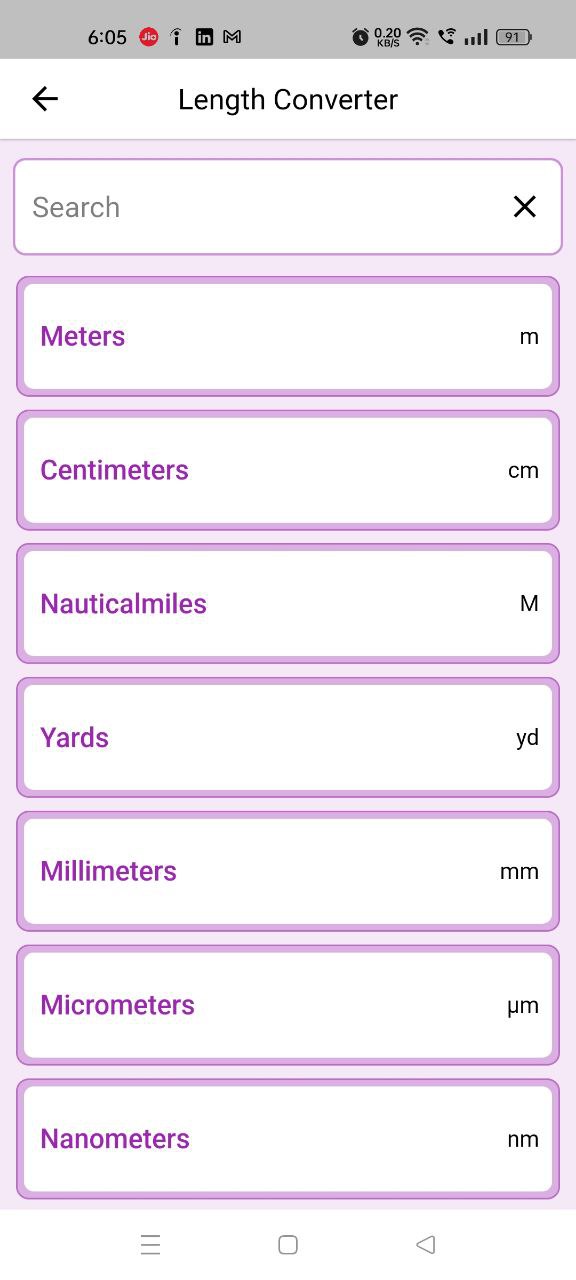 6:05 Jio in M 0.20 KB/S 91
Length Converter
Search
Meters m
Centimeters cm
Nauticalmiles M
Yards yd
Millimeters mm
Micrometers μm
Nanometers nm